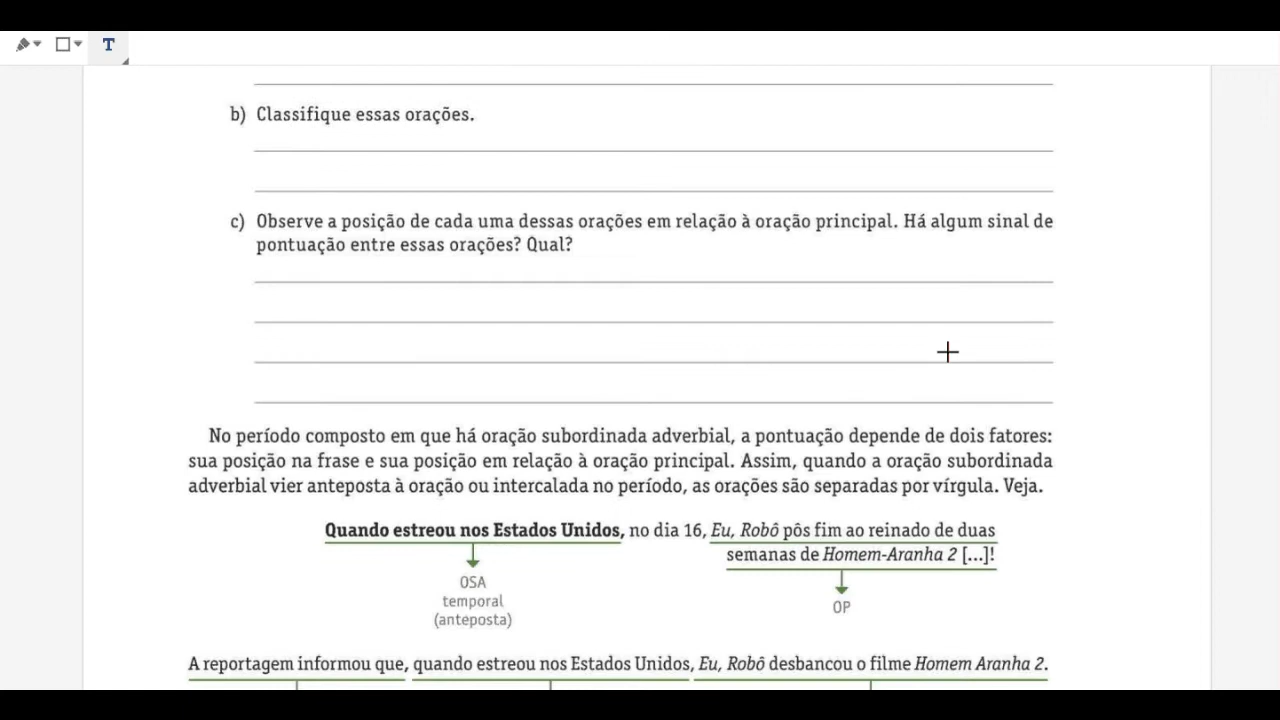 T
b) Classifique essas orações.
c) Observe a posição de cada uma dessas orações em relação à oração principal. Há algum sinal de
pontuação entre essas orações? Qual?
No período composto em que há oração subordinada adverbial, a pontuação depende de dois fatores:
sua posição na frase e sua posição em relação à oração principal. Assim, quando a oração subordinada
adverbial vier anteposta à oração ou intercalada no período, as orações são separadas por vírgula. Veja.
Quando estreou nos Estados Unidos, no dia 16, Eu, Robô pôs fim ao reinado de duas
semanas de Homem-Aranha 2 [...]!
OSA
temporal
(anteposta)
OP
A reportagem informou que, quando estreou nos Estados Unidos, Eu, Robô desbancou o filme Homem Aranha 2.